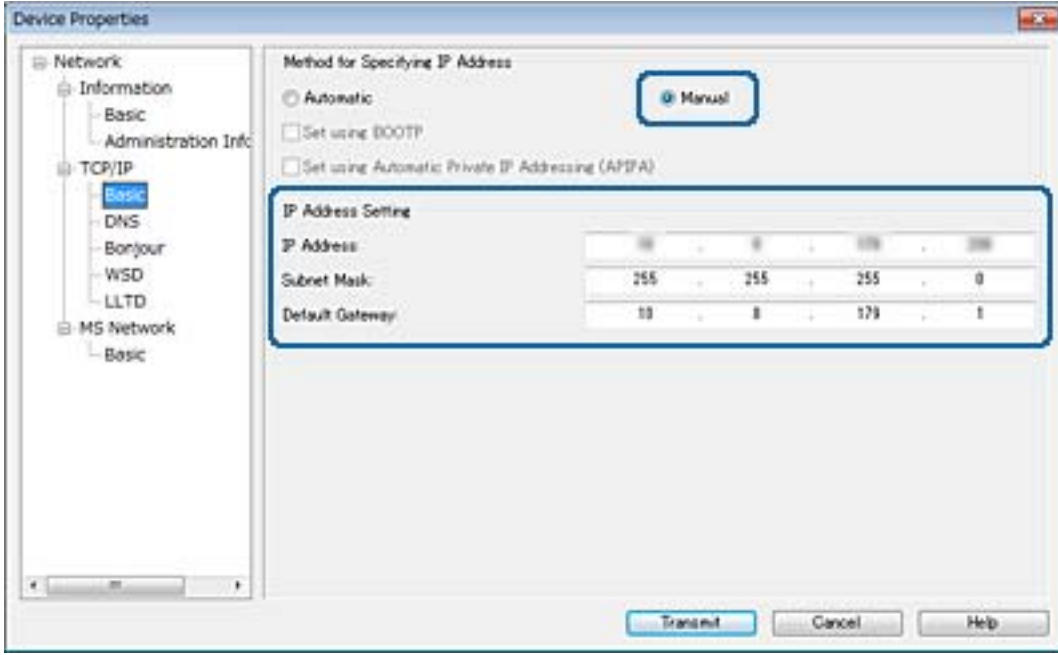 Device Properties
Network
Information
Basic
Administration Info
TCP/IP
Basic
DNS
Bonjour
WSD
LLTD
MS Network
Basic
Method for Specifying IP Address
Automatic
Manual
Set using BOOTP
Set using Automatic Private IP Addressing (APIPA)
IP Address Setting
IP Address:
Subnet Mask: 255 . 255 . 255 . 0
Default Gateway: 10 . 8 . 179 . 1
Transmit Cancel Help